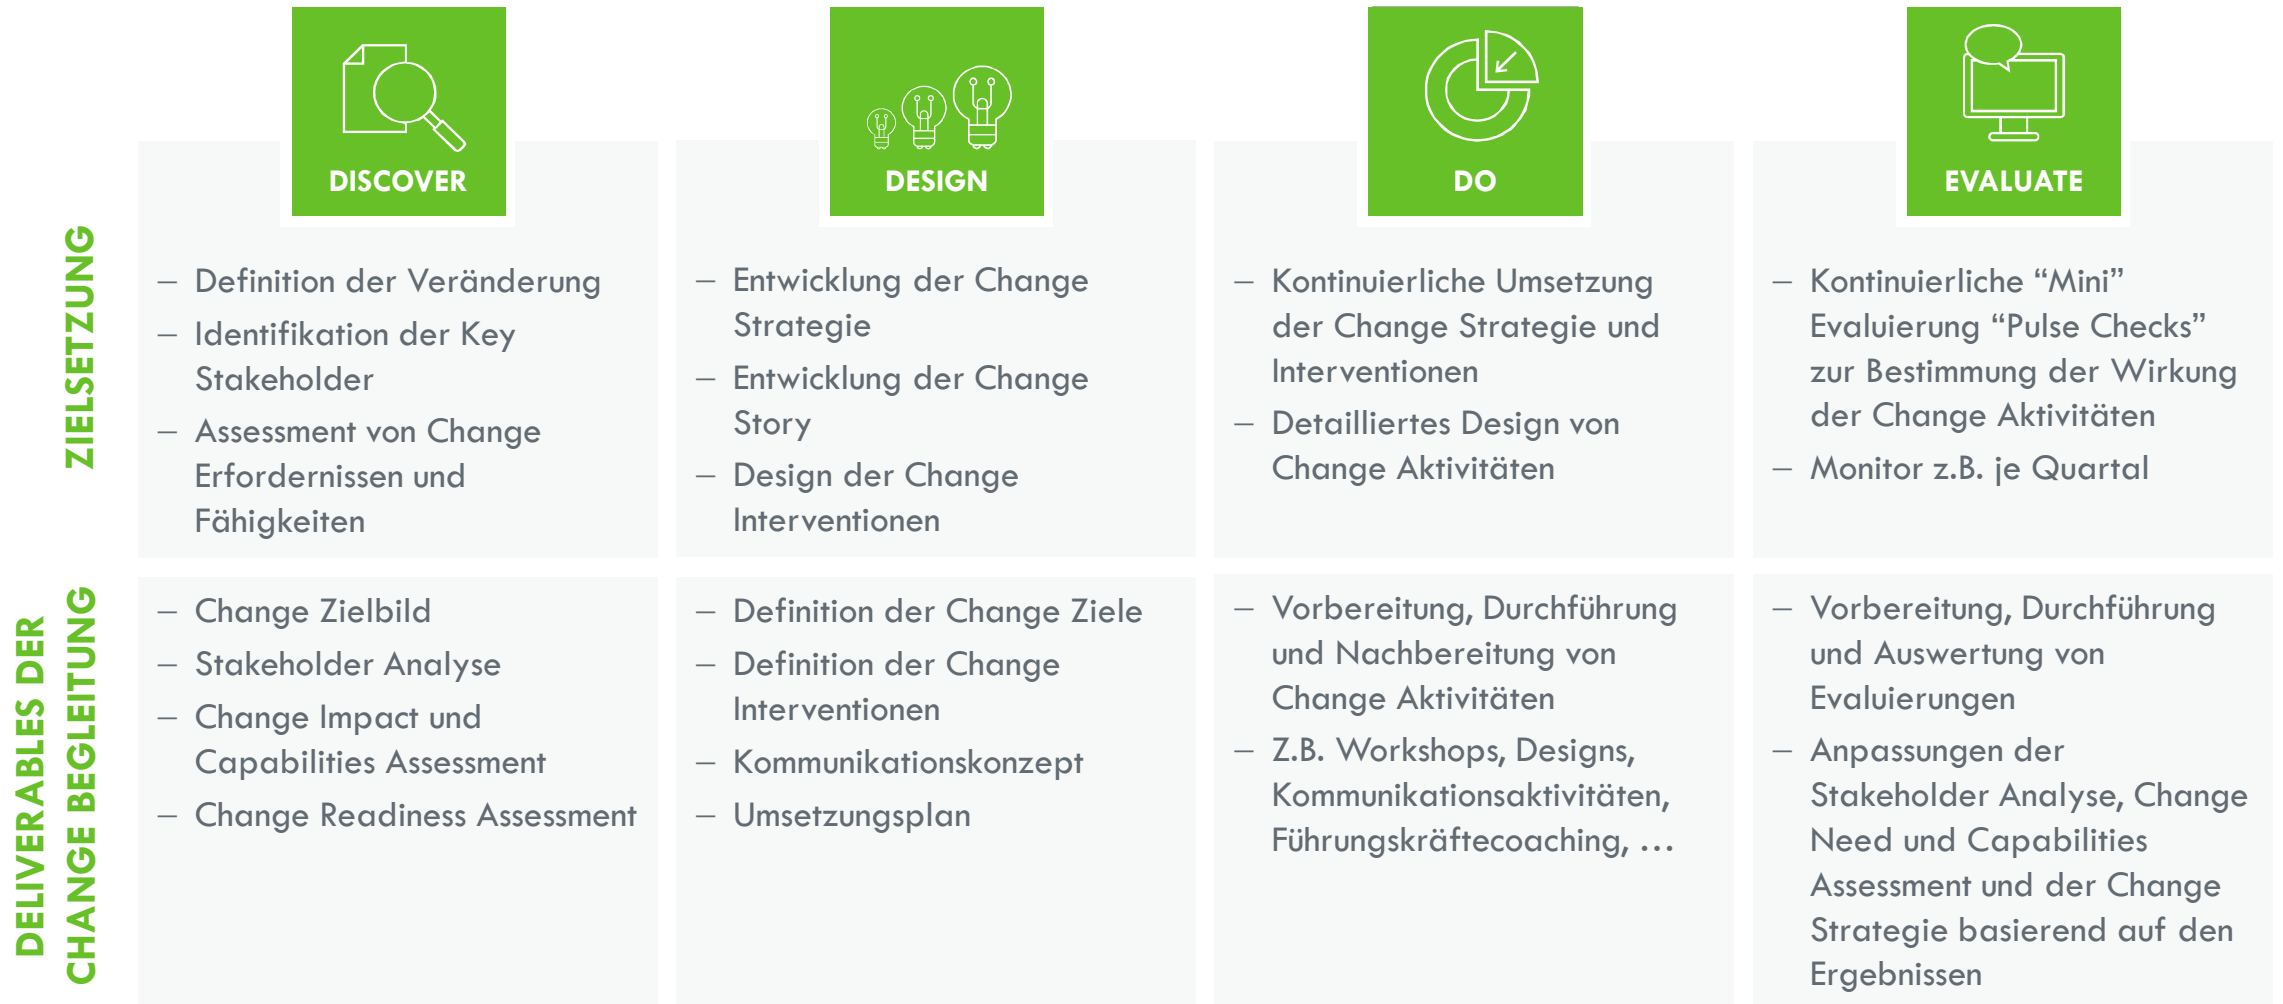 DISCOVER
DESIGN
DO
EVALUATE
ZIELSETZUNG
– Definition der Veränderung
– Identifikation der Key
Stakeholder
– Assessment von Change
Erfordernissen und
Fähigkeiten
– Entwicklung der Change
Strategie
– Entwicklung der Change
Story
– Design der Change
Interventionen
– Kontinuierliche Umsetzung
der Change Strategie und
Interventionen
– Detailliertes Design von
Change Aktivitäten
– Kontinuierliche “Mini”
Evaluierung “Pulse Checks”
zur Bestimmung der Wirkung
der Change Aktivitäten
– Monitor z.B. je Quartal
DELIVERABLES DER
CHANGE BEGLEITUNG
– Change Zielbild
– Stakeholder Analyse
– Change Impact und
Capabilities Assessment
– Change Readiness Assessment
– Definition der Change Ziele
– Definition der Change
Interventionen
– Kommunikationskonzept
– Umsetzungsplan
– Vorbereitung, Durchführung
und Nachbereitung von
Change Aktivitäten
– Z.B. Workshops, Designs,
Kommunikationsaktivitäten,
Führungskräftecoaching, …
– Vorbereitung, Durchführung
und Auswertung von
Evaluierungen
– Anpassungen der
Stakeholder Analyse, Change
Need und Capabilities
Assessment und der Change
Strategie basierend auf den
Ergebnissen